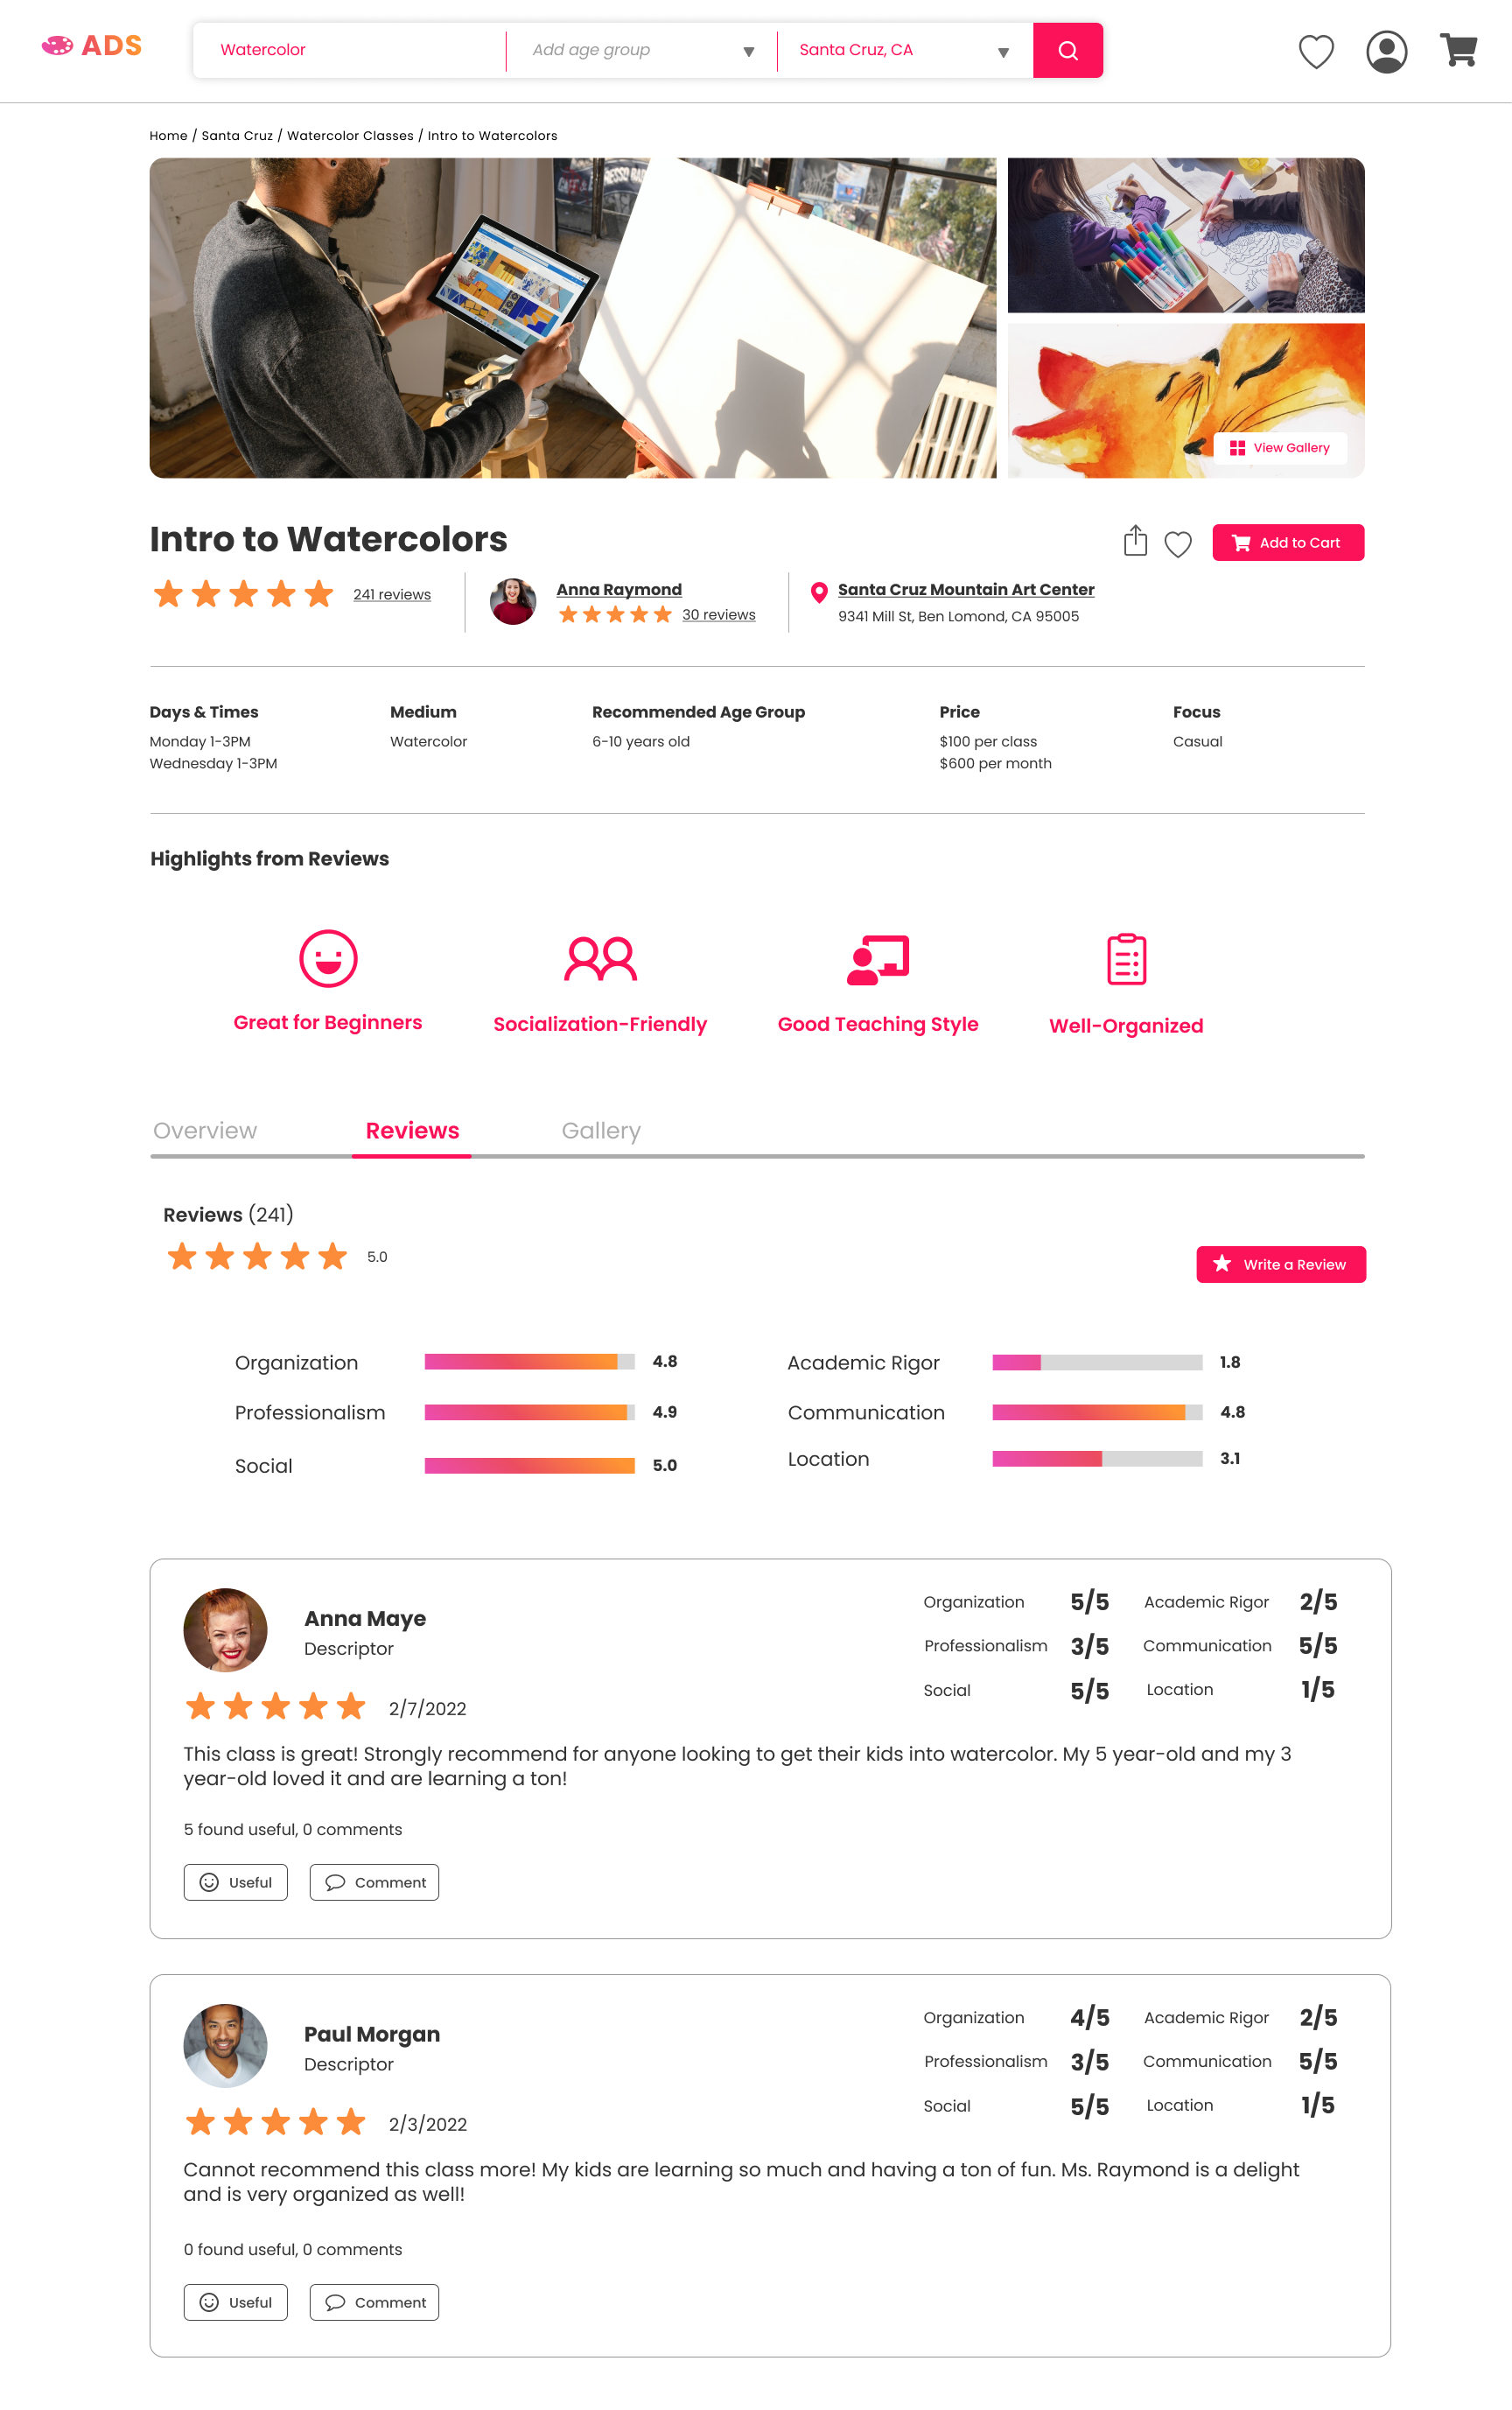 ADS
Watercolor
Add age group
Santa Cruz, CA
Home / Santa Cruz / Watercolor Classes / Intro to Watercolors
View Gallery
Intro to Watercolors
Add to Cart
241 reviews
Anna Raymond
30 reviews
Santa Cruz Mountain Art Center
9341 Mill St, Ben Lomond, CA 95005
Days & Times
Monday 1-3PM
Wednesday 1-3PM
Medium
Watercolor
Recommended Age Group
6-10 years old
Price
$100 per class
$600 per month
Focus
Casual
Highlights from Reviews
Great for Beginners
Socialization-Friendly
Good Teaching Style
Well-Organized
Overview
Reviews
Gallery
Reviews (241)
5.0
Write a Review
Organization 4.8
Professionalism 4.9
Social 5.0
Academic Rigor 1.8
Communication 4.8
Location 3.1
Anna Maye
Descriptor
2/7/2022
Organization 5/5 Academic Rigor 2/5
Professionalism 3/5 Communication 5/5
Social 5/5 Location 1/5
This class is great! Strongly recommend for anyone looking to get their kids into watercolor. My 5 year-old and my 3
year-old loved it and are learning a ton!
5 found useful, 0 comments
Useful
Comment
Paul Morgan
Descriptor
2/3/2022
Organization 4/5 Academic Rigor 2/5
Professionalism 3/5 Communication 5/5
Social 5/5 Location 1/5
Cannot recommend this class more! My kids are learning so much and having a ton of fun. Ms. Raymond is a delight
and is very organized as well!
0 found useful, 0 comments
Useful
Comment